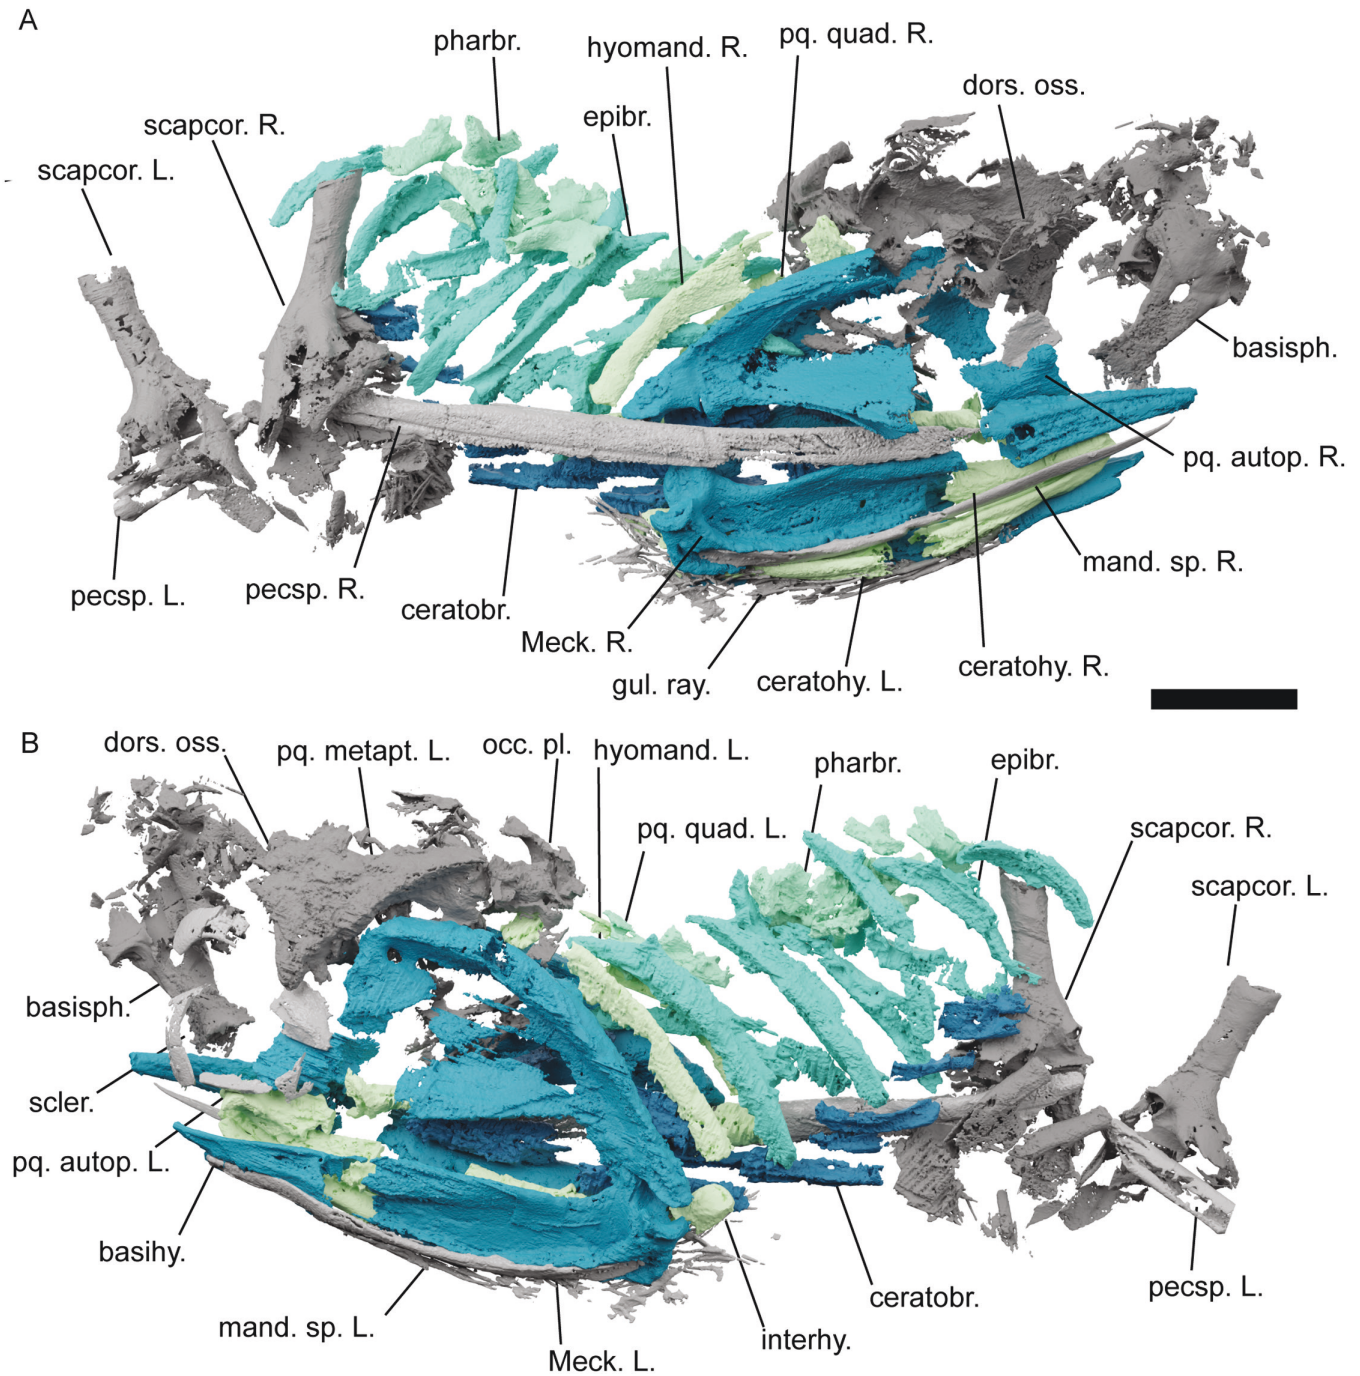 A
pharbr.
hyomand. R.
pq. quad. R.
dors. oss.
epibr.
scapcor. R.
scapcor. L.
basisph.
pq. autop. R.
mand. sp. R.
pecsp. L.
pecsp. R.
ceratobr.
Meck. R.
gul. ray.
ceratohy. L.
ceratohy. R.
B
dors. oss.
pq. metapt. L.
occ. pl.
hyomand. L.
pharbr.
epibr.
pq. quad. L.
scapcor. R.
scapcor. L.
basisph.
scler.
pq. autop. L.
basihy.
mand. sp. L.
Meck. L.
interhy.
ceratobr.
pecsp. L.